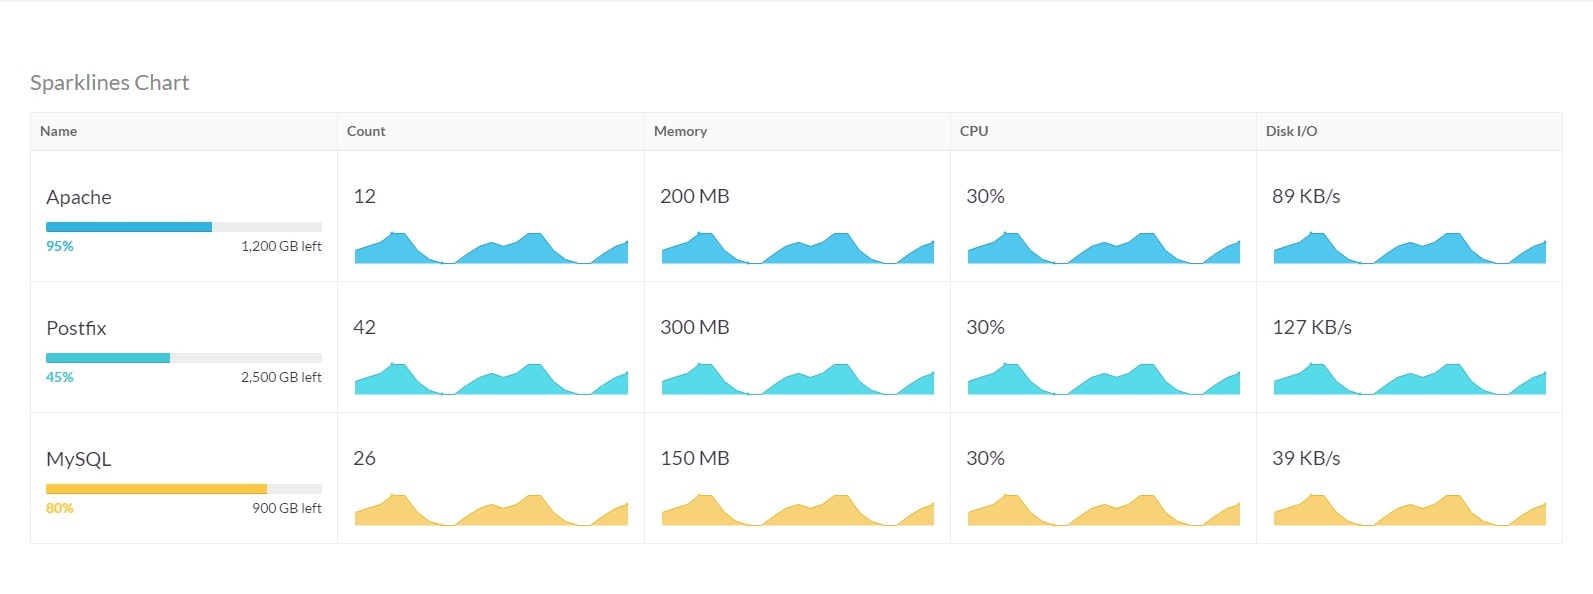 Sparklines Chart
Name Count Memory CPU Disk I/O
Apache 12 200 MB 30% 89 KB/s
95% 1,200 GB left
Postfix 42 300 MB 30% 127 KB/s
45% 2,500 GB left
MySQL 26 150 MB 30% 39 KB/s
80% 900 GB left